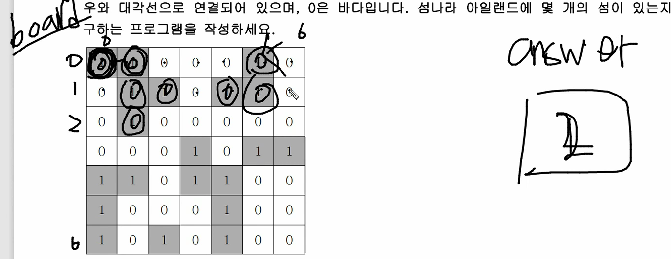 board
우와 대각선으로 연결되어 있으며, 0은 바다입니다. 섬나라 아일랜드에 몇 개의 섬이 있는지
구하는 프로그램을 작성하세요.
0 6
answer
0 0 0 0 0 0 0
1 0 0 0 0 0 0 0
2 0 0 0 0 0 0 0
0 0 0 1 0 1 1
1 1 0 1 1 0 0
1 0 0 0 1 0 0
6 1 0 1 0 1 0 0